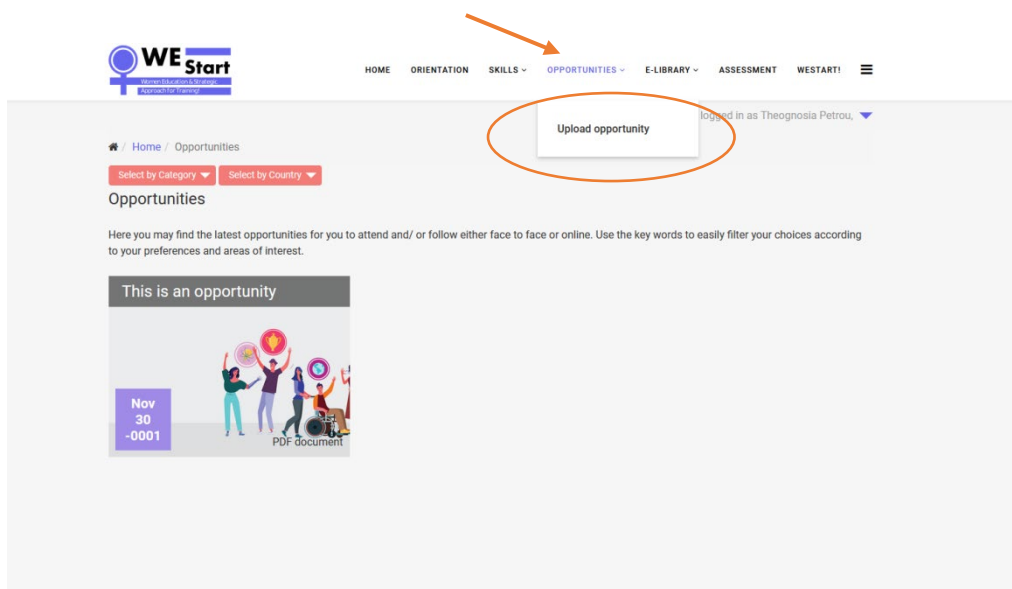 WE Start
Women Education & Strategic
Approach for Training!
HOME ORIENTATION SKILLS OPPORTUNITIES E-LIBRARY ASSESSMENT WESTART!
Upload opportunity
logged in as Theognosia Petrou,
/ Home / Opportunities
Select by Category Select by Country
Opportunities
Here you may find the latest opportunities for you to attend and/ or follow either face to face or online. Use the key words to easily filter your choices according
to your preferences and areas of interest.
This is an opportunity
Nov
30
-0001
PDF document